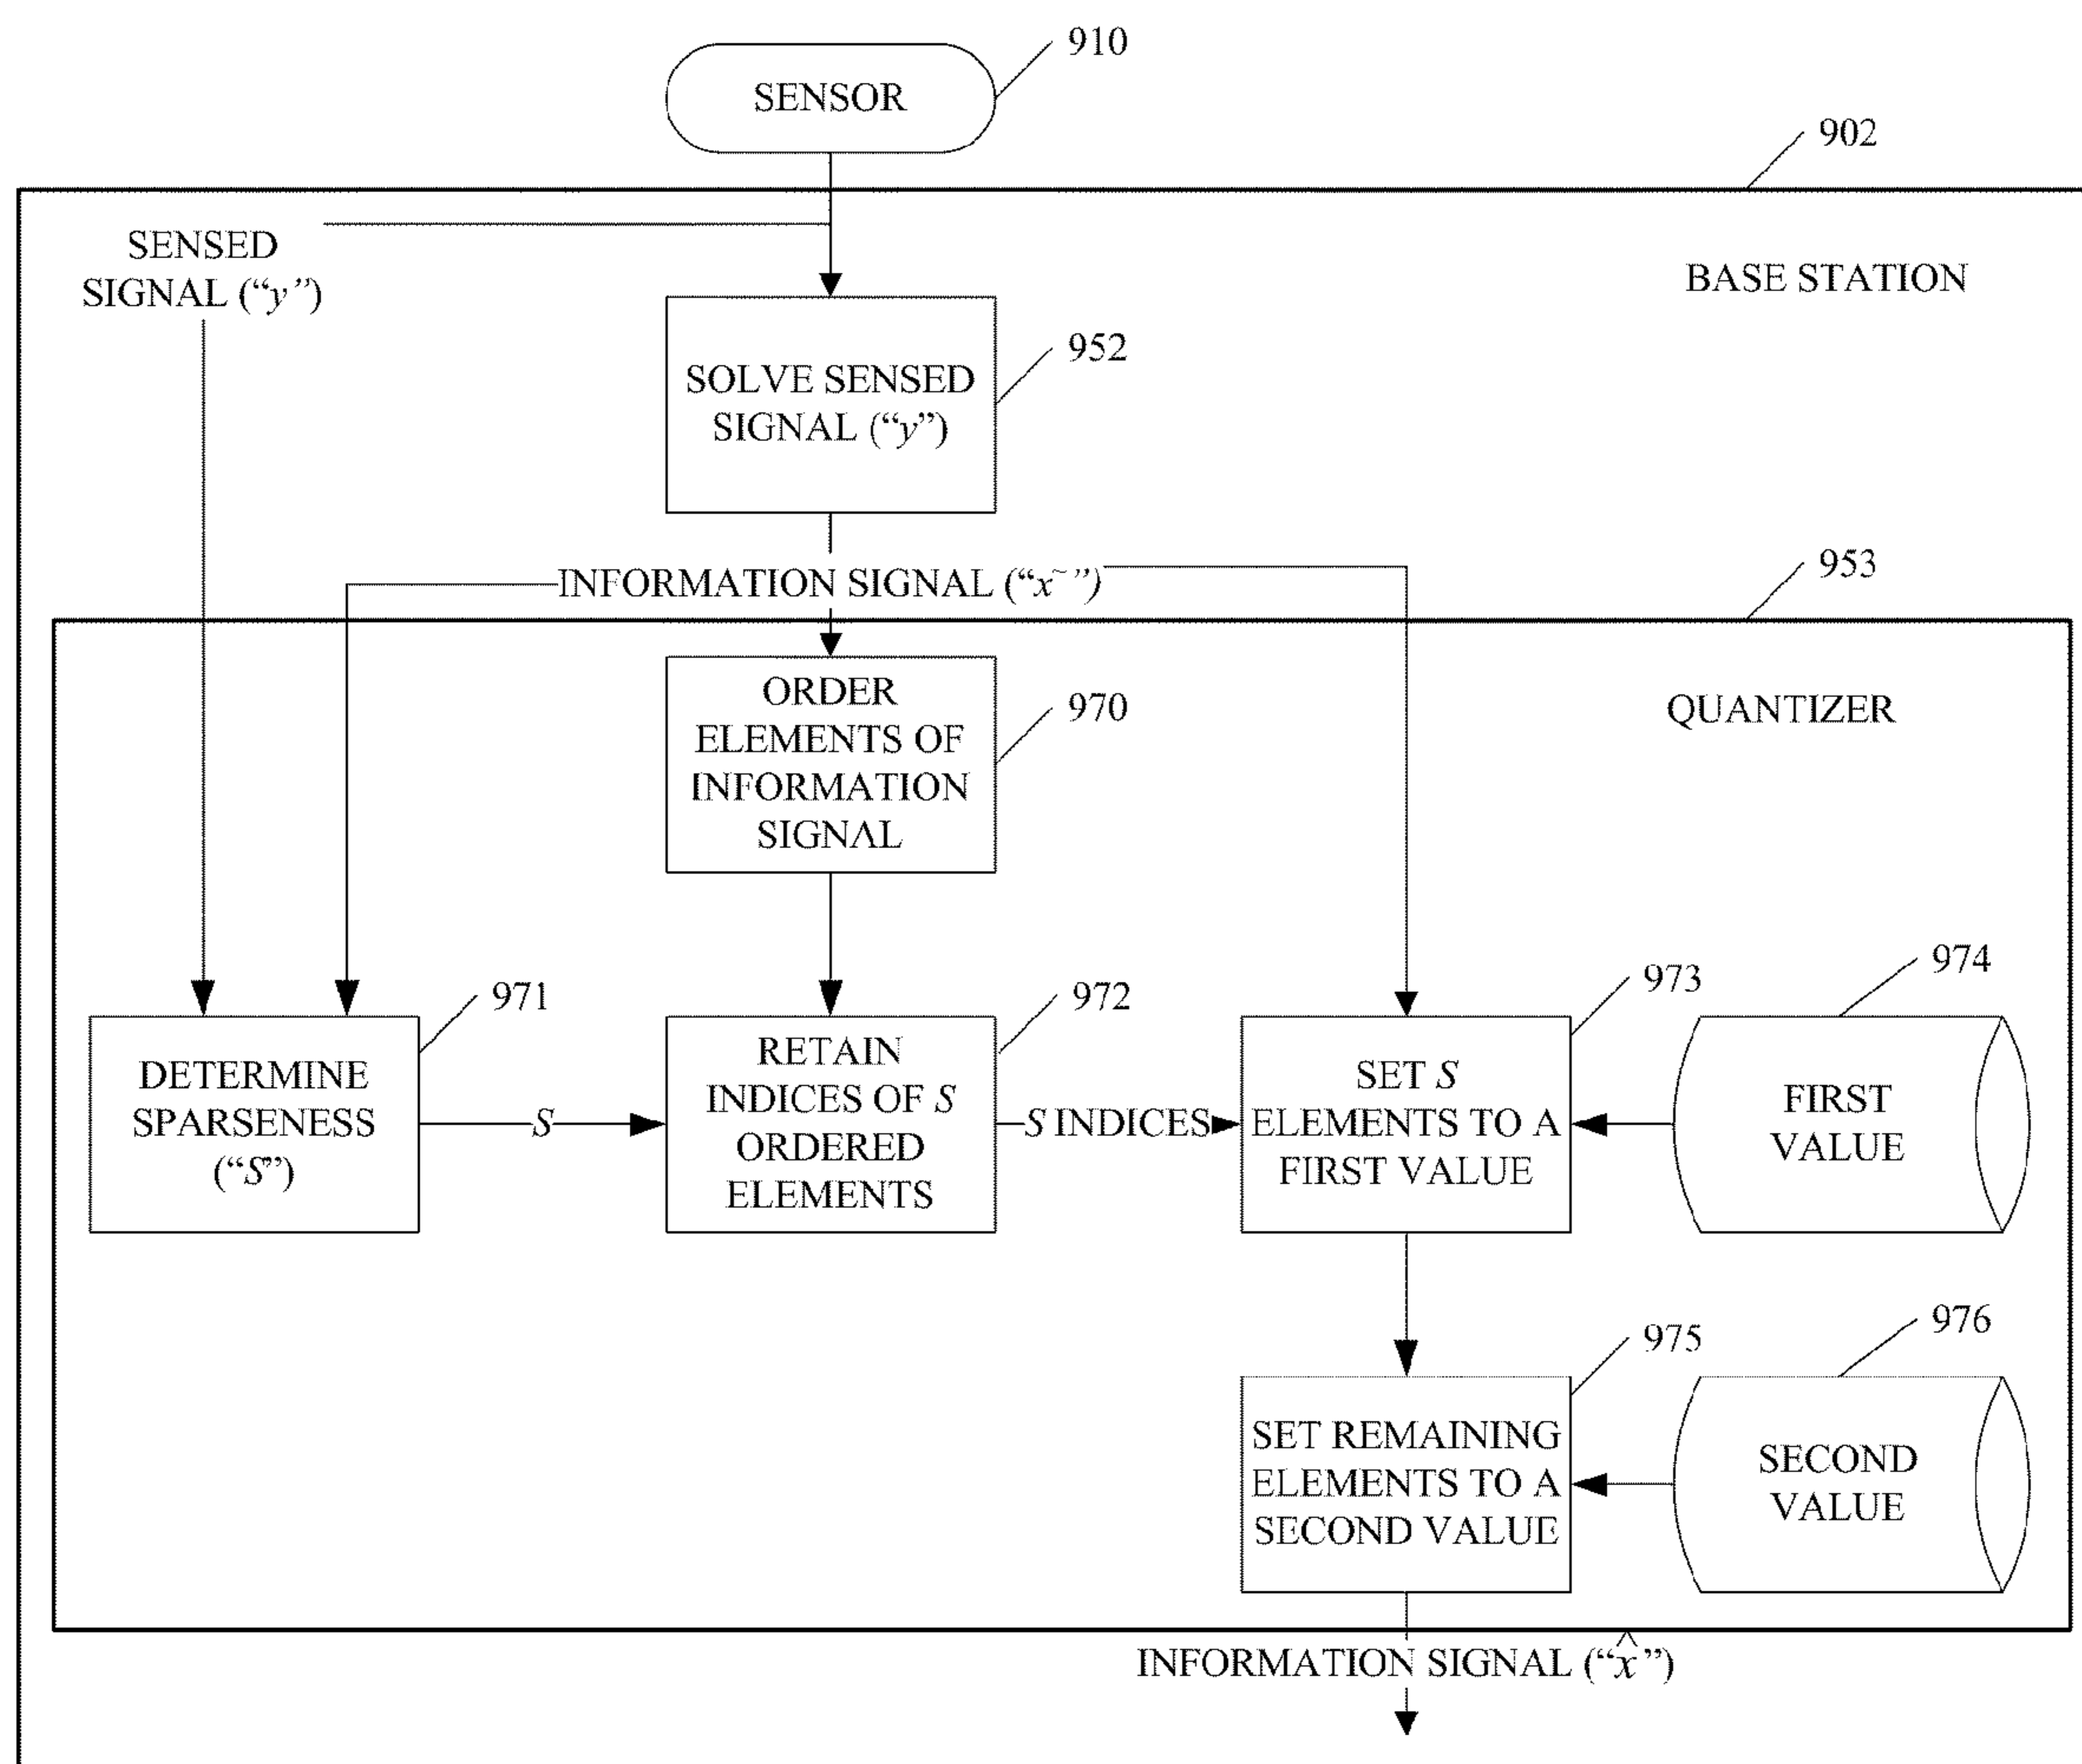 910
SENSOR
902
SENSED
SIGNAL (“y”)
BASE STATION
952
SOLVE SENSED
SIGNAL (“y”)
INFORMATION SIGNAL (“x~”)
953
ORDER
ELEMENTS OF
INFORMATION
SIGNAL
970
QUANTIZER
971
972
973
974
DETERMINE
SPARSENESS
(“S”)
S
RETAIN
INDICES OF S
ORDERED
ELEMENTS
S INDICES
SET S
ELEMENTS TO A
FIRST VALUE
FIRST
VALUE
975
976
SET REMAINING
ELEMENTS TO A
SECOND VALUE
SECOND
VALUE
INFORMATION SIGNAL (“x̂”)